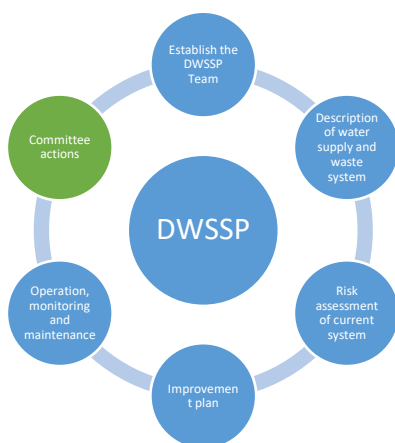 Establish the
DWSSP
Team
Description
of water
supply and
waste
system
Risk
assessment
of current
system
Improvemen
t plan
Operation,
monitoring
and
maintenance
Committee
actions
DWSSP